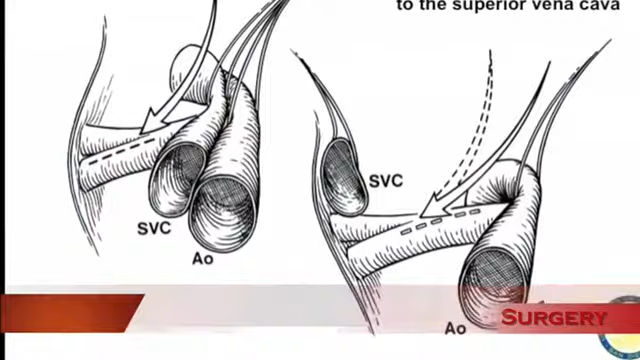 to the superior vena cava
SVC
SVC
Ao
Ao
SURGERY